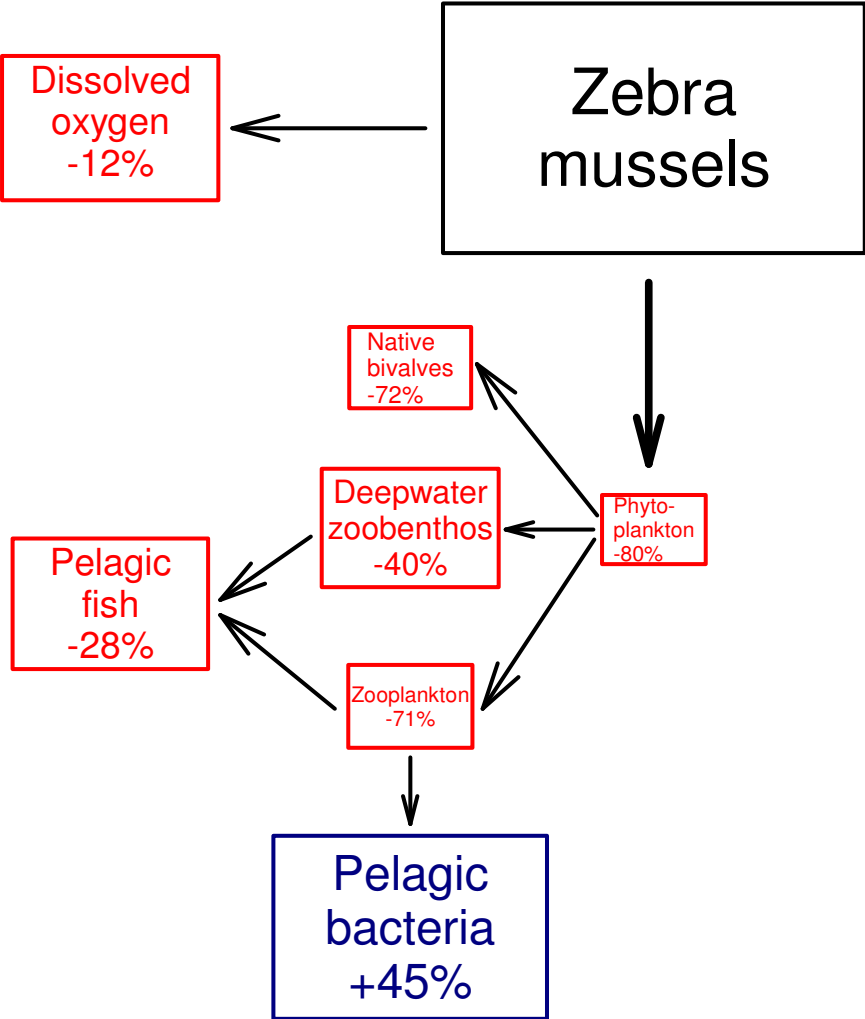 Dissolved
oxygen
-12%
Zebra
mussels
Native
bivalves
-72%
Deepwater
zoobenthos
-40%
Phyto-
plankton
-80%
Pelagic
fish
-28%
Zooplankton
-71%
Pelagic
bacteria
+45%